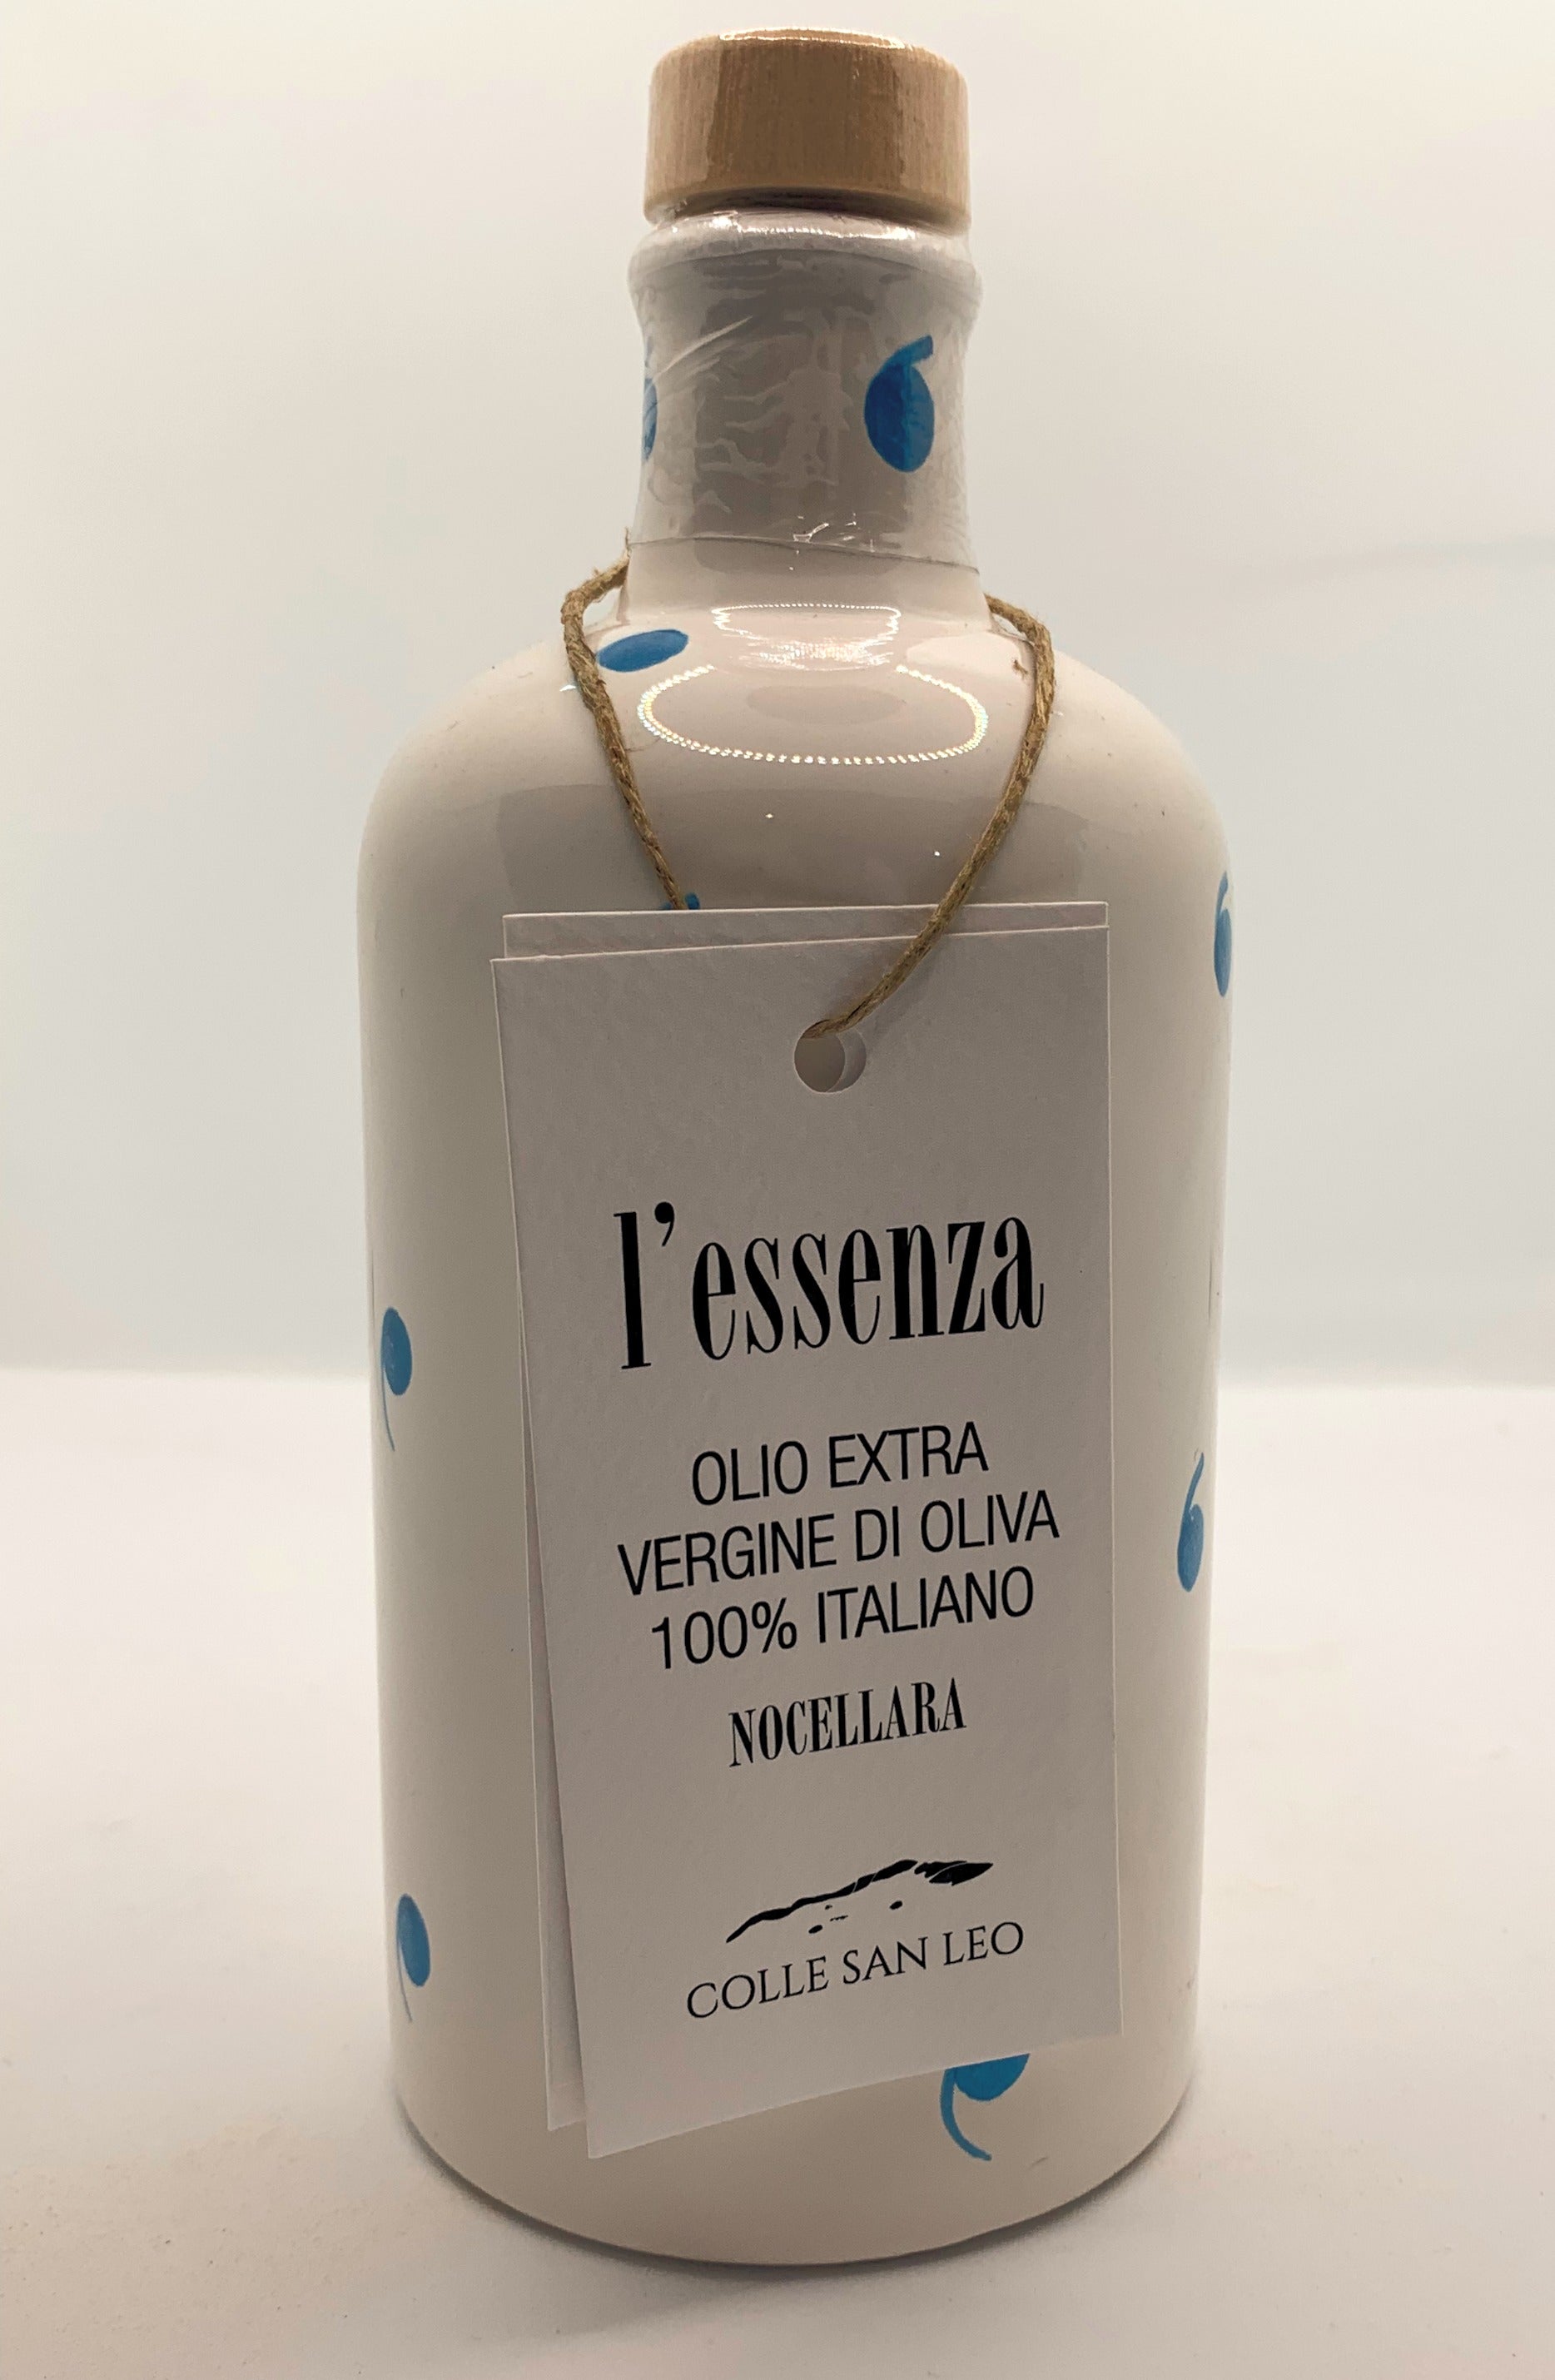 l'essenza
OLIO EXTRA
VERGINE DI OLIVA
100% ITALIANO
NOCELLARA
COLLE SAN LEO